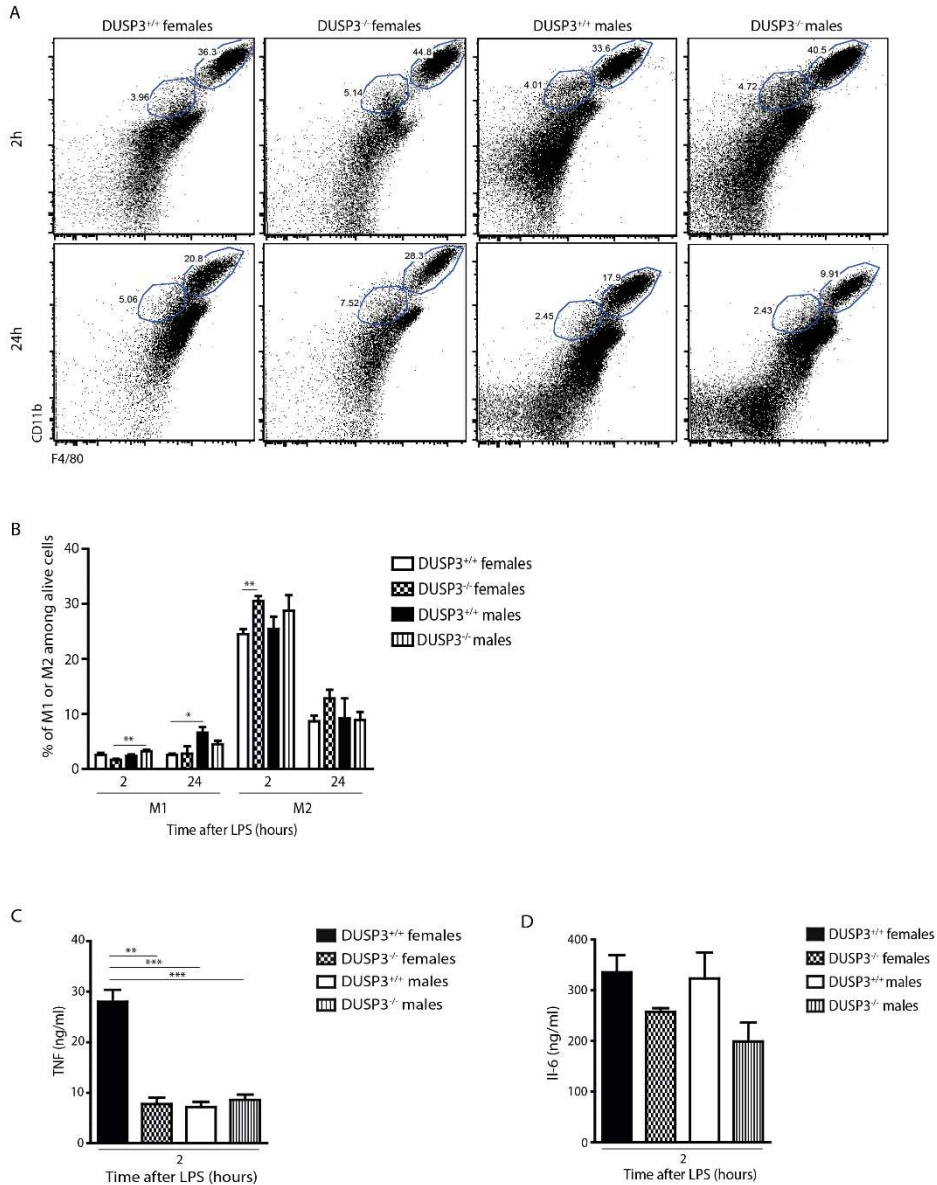 A
DUSP3+/+ females
DUSP3-/- females
DUSP3+/+ males
DUSP3-/- males
2h
36.3
3.96
44.8
5.14
33.6
4.01
40.5
4.72
24h
20.8
5.06
28.3
7.52
17.9
2.45
9.91
2.43
CD11b
F4/80
B
% of M1 or M2 among alive cells
40
30
20
10
0
**
*
**
2
24
2
24
M1
M2
Time after LPS (hours)
DUSP3+/+ females
DUSP3-/- females
DUSP3+/+ males
DUSP3-/- males
C
TNF (ng/ml)
40
30
20
10
0
**
***
***
2
Time after LPS (hours)
DUSP3+/+ females
DUSP3-/- females
DUSP3+/+ males
DUSP3-/- males
D
Il-6 (ng/ml)
400
300
200
100
0
2
Time after LPS (hours)
DUSP3+/+ females
DUSP3-/- females
DUSP3+/+ males
DUSP3-/- males